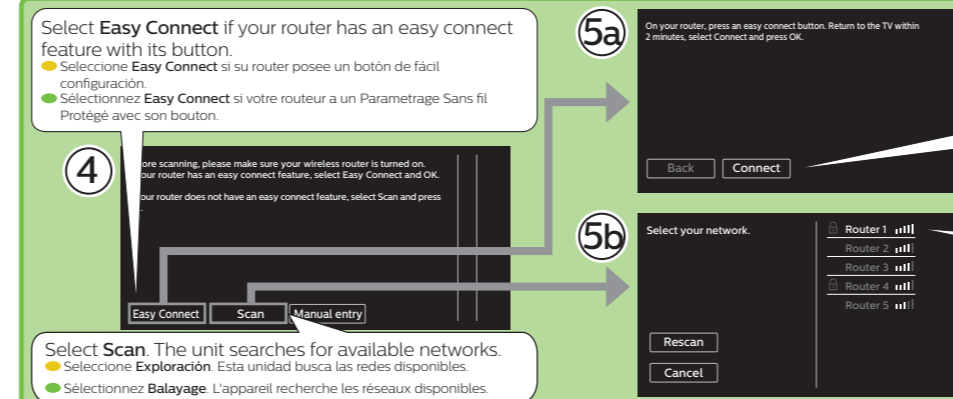 Select Easy Connect if your router has an easy connect
feature with its button.
Seleccione Easy Connect si su router posee un botón de fácil
configuración.
Sélectionnez Easy Connect si votre routeur a un Parametrage Sans fil
Protégé avec son bouton.
4
ore scanning, please make sure your wireless router is turned on.
our router has an easy connect feature, select Easy Connect and OK.
our router does not have an easy connect feature, select Scan and press
Easy Connect
Scan
Manual entry
Select Scan. The unit searches for available networks.
Seleccione Exploración. Esta unidad busca las redes disponibles.
Sélectionnez Balayage. L'appareil recherche les réseaux disponibles.
5a
On your router, press an easy connect button. Return to the TV within
2 minutes, select Connect and press OK.
Back
Connect
5b
Select your network.
Router 1
Router 2
Router 3
Router 4
Router 5
Rescan
Cancel